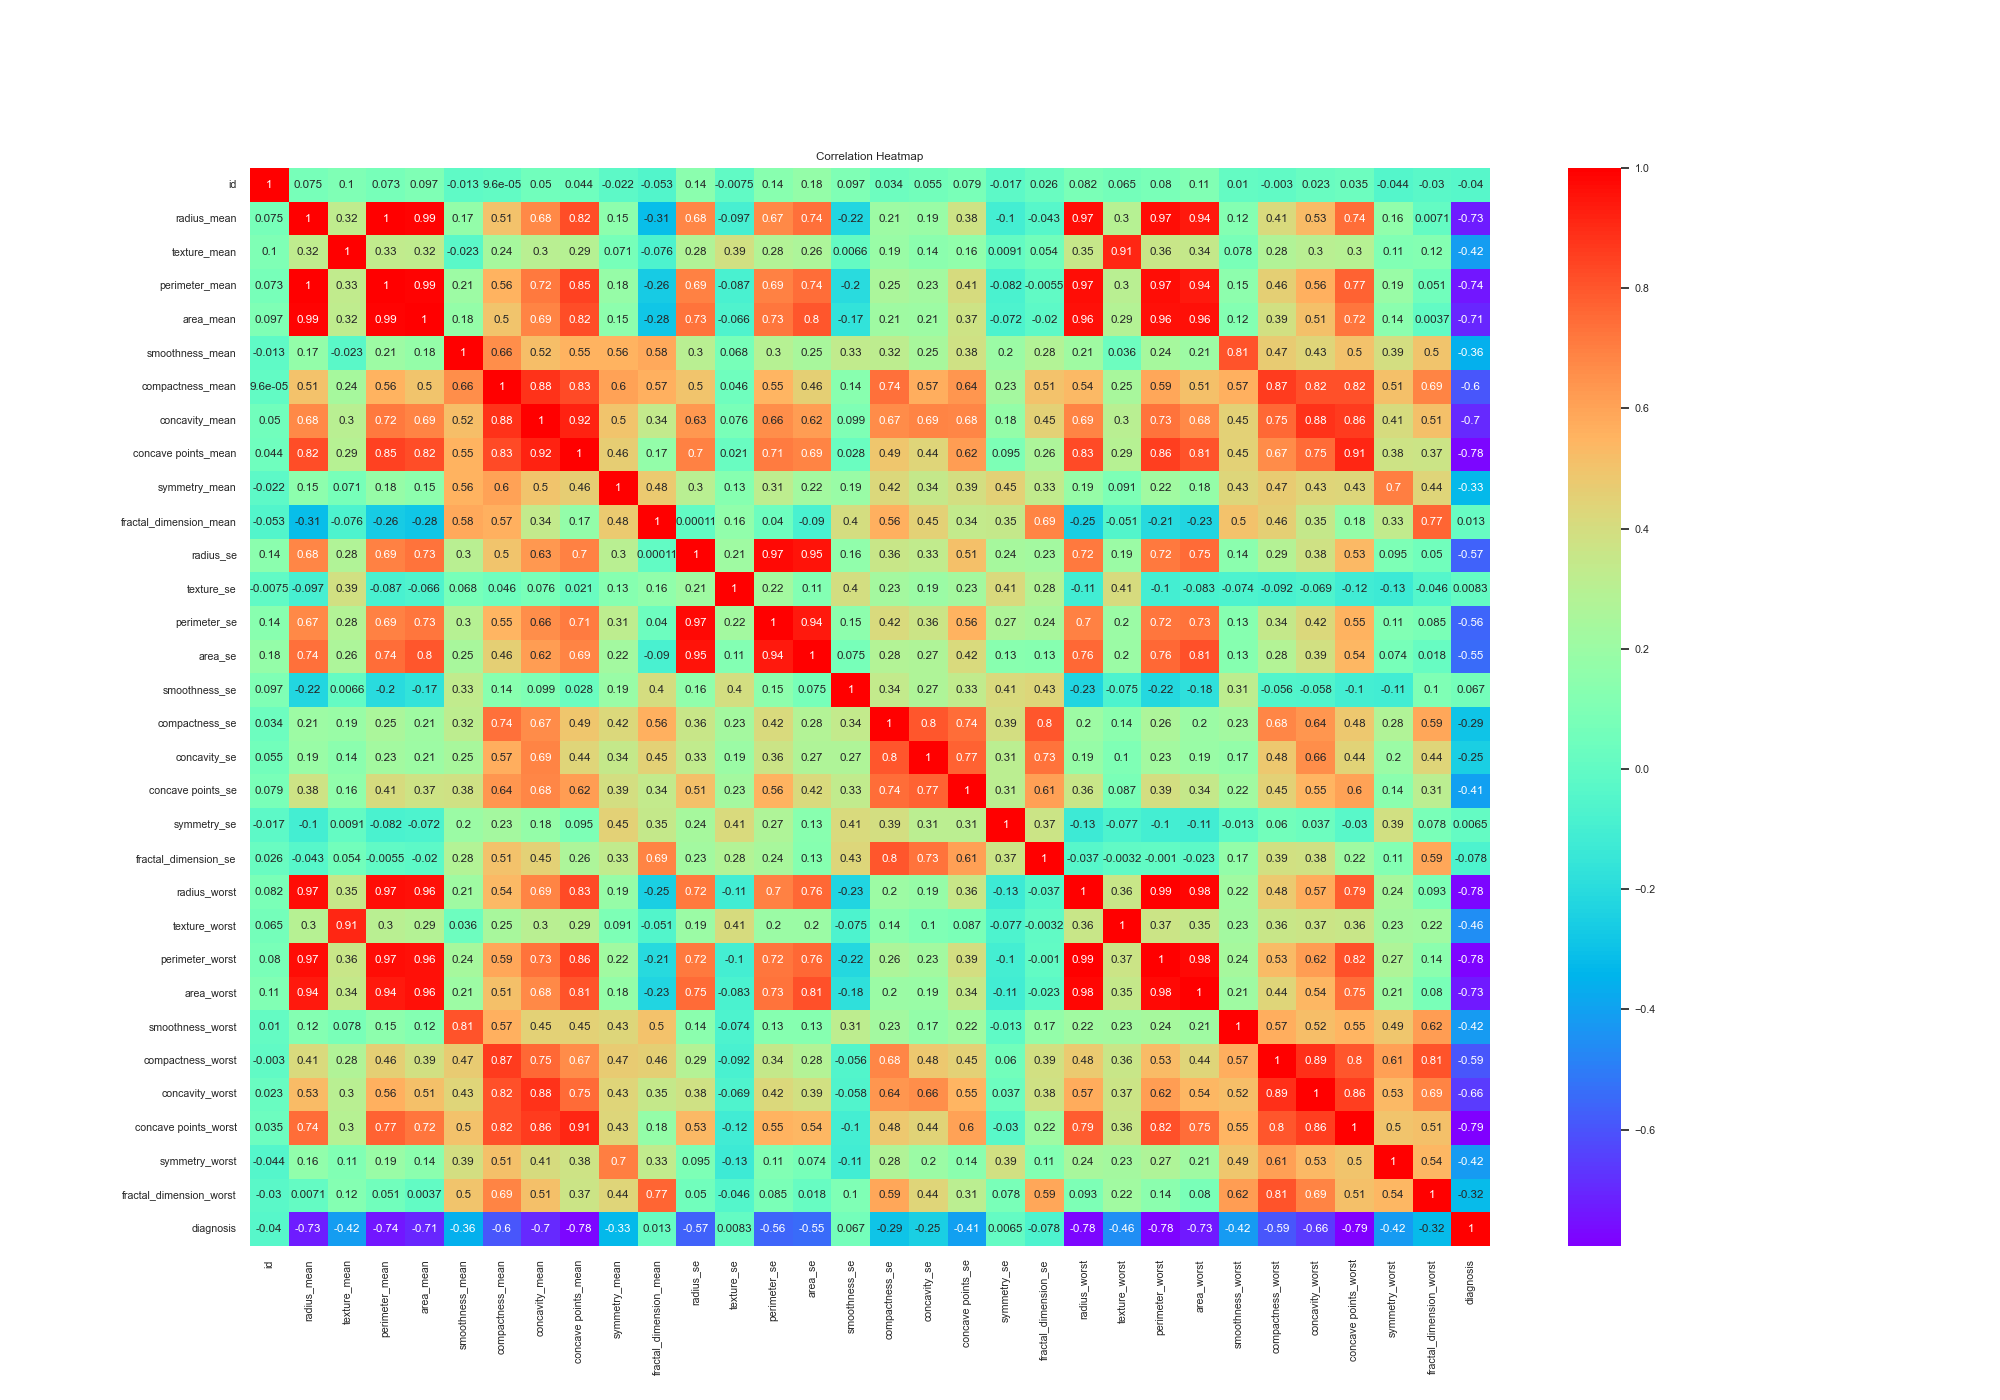 Correlation Heatmap
id 1 0.075 0.1 0.073 0.097 -0.013 9.6e-05 0.05 0.044 -0.022 -0.053 0.14 -0.0075 0.14 0.18 0.097 0.034 0.055 0.079 -0.017 0.026 0.082 0.065 0.08 0.11 0.01 -0.003 0.023 0.035 -0.044 -0.03 -0.04
radius_mean 0.075 1 0.32 1 0.99 0.17 0.51 0.68 0.82 0.15 -0.31 0.68 -0.097 0.67 0.74 -0.22 0.21 0.19 0.38 -0.1 -0.043 0.97 0.3 0.97 0.94 0.12 0.41 0.53 0.74 0.16 0.0071 -0.73
texture_mean 0.1 0.32 1 0.33 0.32 -0.023 0.24 0.3 0.29 0.071 -0.076 0.28 0.39 0.28 0.26 0.0066 0.19 0.14 0.16 0.0091 0.054 0.35 0.91 0.36 0.34 0.078 0.28 0.3 0.3 0.11 0.12 -0.42
perimeter_mean 0.073 1 0.33 1 0.99 0.21 0.56 0.72 0.85 0.18 -0.26 0.69 -0.087 0.69 0.74 -0.2 0.25 0.23 0.41 -0.082 -0.0055 0.97 0.3 0.97 0.94 0.15 0.46 0.56 0.77 0.19 0.051 -0.74
area_mean 0.097 0.99 0.32 0.99 1 0.18 0.5 0.69 0.82 0.15 -0.28 0.73 -0.066 0.73 0.8 -0.17 0.21 0.21 0.37 -0.072 -0.02 0.96 0.29 0.96 0.96 0.12 0.39 0.51 0.72 0.14 0.0037 -0.71
smoothness_mean -0.013 0.17 -0.023 0.21 0.18 1 0.66 0.52 0.55 0.56 0.58 0.3 0.068 0.3 0.25 0.33 0.32 0.25 0.38 0.2 0.28 0.21 0.036 0.24 0.21 0.81 0.47 0.43 0.5 0.39 0.5 -0.36
compactness_mean 9.6e-05 0.51 0.24 0.56 0.5 0.66 1 0.88 0.83 0.6 0.57 0.5 0.046 0.55 0.46 0.14 0.74 0.57 0.64 0.23 0.51 0.54 0.25 0.59 0.51 0.57 0.87 0.82 0.82 0.51 0.69 -0.6
concavity_mean 0.05 0.68 0.3 0.72 0.69 0.52 0.88 1 0.92 0.5 0.34 0.63 0.076 0.66 0.62 0.099 0.67 0.69 0.68 0.18 0.45 0.69 0.3 0.73 0.68 0.45 0.75 0.88 0.86 0.41 0.51 -0.7
concave points_mean 0.044 0.82 0.29 0.85 0.82 0.55 0.83 0.92 1 0.46 0.17 0.7 0.021 0.71 0.69 0.028 0.49 0.44 0.62 0.095 0.26 0.83 0.29 0.86 0.81 0.45 0.67 0.75 0.91 0.38 0.37 -0.78
symmetry_mean -0.022 0.15 0.071 0.18 0.15 0.56 0.6 0.5 0.46 1 0.48 0.3 0.13 0.31 0.22 0.19 0.42 0.34 0.39 0.45 0.33 0.19 0.091 0.22 0.18 0.43 0.47 0.43 0.43 0.7 0.44 -0.33
fractal_dimension_mean -0.053 -0.31 -0.076 -0.26 -0.28 0.58 0.57 0.34 0.17 0.48 1 0.00011 0.16 0.04 -0.09 0.4 0.56 0.45 0.34 0.35 0.69 -0.25 -0.051 -0.21 -0.23 0.5 0.46 0.35 0.18 0.33 0.77 0.013
radius_se 0.14 0.68 0.28 0.69 0.73 0.3 0.5 0.63 0.7 0.3 0.00011 1 0.21 0.97 0.95 0.16 0.36 0.33 0.51 0.24 0.23 0.72 0.19 0.72 0.75 0.14 0.29 0.38 0.53 0.095 0.05 -0.57
texture_se -0.0075 -0.097 0.39 -0.087 -0.066 0.068 0.046 0.076 0.021 0.13 0.16 0.21 1 0.22 0.11 0.4 0.23 0.19 0.23 0.41 0.28 -0.11 0.41 -0.1 -0.083 -0.074 -0.092 -0.069 -0.12 -0.13 -0.046 0.0083
perimeter_se 0.14 0.67 0.28 0.69 0.73 0.3 0.55 0.66 0.71 0.31 0.04 0.97 0.22 1 0.94 0.15 0.42 0.36 0.56 0.27 0.24 0.7 0.2 0.72 0.73 0.13 0.34 0.42 0.55 0.11 0.085 -0.56
area_se 0.18 0.74 0.26 0.74 0.8 0.25 0.46 0.62 0.69 0.22 -0.09 0.95 0.11 0.94 1 0.075 0.28 0.27 0.42 0.13 0.13 0.76 0.2 0.76 0.81 0.13 0.28 0.39 0.54 0.074 0.018 -0.55
smoothness_se 0.097 -0.22 0.0066 -0.2 -0.17 0.33 0.14 0.099 0.028 0.19 0.4 0.16 0.4 0.15 0.075 1 0.34 0.27 0.33 0.41 0.43 -0.23 -0.075 -0.22 -0.18 0.31 -0.056 -0.058 -0.1 -0.11 0.1 0.067
compactness_se 0.034 0.21 0.19 0.25 0.21 0.32 0.74 0.67 0.49 0.42 0.56 0.36 0.23 0.42 0.28 0.34 1 0.8 0.74 0.39 0.8 0.2 0.14 0.26 0.2 0.23 0.68 0.64 0.48 0.28 0.59 -0.29
concavity_se 0.055 0.19 0.14 0.23 0.21 0.25 0.57 0.69 0.44 0.34 0.45 0.33 0.19 0.36 0.27 0.27 0.8 1 0.77 0.31 0.73 0.19 0.1 0.23 0.19 0.17 0.48 0.66 0.44 0.2 0.44 -0.25
concave points_se 0.079 0.38 0.16 0.41 0.37 0.38 0.64 0.68 0.62 0.39 0.34 0.51 0.23 0.56 0.42 0.33 0.74 0.77 1 0.31 0.61 0.36 0.087 0.39 0.34 0.22 0.45 0.55 0.6 0.14 0.31 -0.41
symmetry_se -0.017 -0.1 0.0091 -0.082 -0.072 0.2 0.23 0.18 0.095 0.45 0.35 0.24 0.41 0.27 0.13 0.41 0.39 0.31 0.31 1 0.37 -0.13 -0.077 -0.1 -0.11 -0.013 0.06 0.037 -0.03 0.39 0.078 0.0065
fractal_dimension_se 0.026 -0.043 0.054 -0.0055 -0.02 0.28 0.51 0.45 0.26 0.33 0.69 0.23 0.28 0.24 0.13 0.43 0.8 0.73 0.61 0.37 1 -0.037 -0.0032 -0.001 -0.023 0.17 0.39 0.38 0.22 0.11 0.59 -0.078
radius_worst 0.082 0.97 0.35 0.97 0.96 0.21 0.54 0.69 0.83 0.19 -0.25 0.72 -0.11 0.7 0.76 -0.23 0.2 0.19 0.36 -0.13 -0.037 1 0.36 0.99 0.98 0.22 0.48 0.57 0.79 0.24 0.093 -0.78
texture_worst 0.065 0.3 0.91 0.3 0.29 0.036 0.25 0.3 0.29 0.091 -0.051 0.19 0.41 0.2 0.2 -0.075 0.14 0.1 0.087 -0.077 -0.0032 0.36 1 0.37 0.35 0.23 0.36 0.37 0.36 0.23 0.22 -0.46
perimeter_worst 0.08 0.97 0.36 0.97 0.96 0.24 0.59 0.73 0.86 0.22 -0.21 0.72 -0.1 0.72 0.76 -0.22 0.26 0.23 0.39 -0.1 -0.001 0.99 0.37 1 0.98 0.24 0.53 0.62 0.82 0.27 0.14 -0.78
area_worst 0.11 0.94 0.34 0.94 0.96 0.21 0.51 0.68 0.81 0.18 -0.23 0.75 -0.083 0.73 0.81 -0.18 0.2 0.19 0.34 -0.11 -0.023 0.98 0.35 0.98 1 0.21 0.44 0.54 0.75 0.21 0.08 -0.73
smoothness_worst 0.01 0.12 0.078 0.15 0.12 0.81 0.57 0.45 0.45 0.43 0.5 0.14 -0.074 0.13 0.13 0.31 0.23 0.17 0.22 -0.013 0.17 0.22 0.23 0.24 0.21 1 0.57 0.52 0.55 0.49 0.62 -0.42
compactness_worst -0.003 0.41 0.28 0.46 0.39 0.47 0.87 0.75 0.67 0.47 0.46 0.29 -0.092 0.34 0.28 -0.056 0.68 0.48 0.45 0.06 0.39 0.48 0.36 0.53 0.44 0.57 1 0.89 0.8 0.61 0.81 -0.59
concavity_worst 0.023 0.53 0.3 0.56 0.51 0.43 0.82 0.88 0.75 0.43 0.35 0.38 -0.069 0.42 0.39 -0.058 0.64 0.66 0.55 0.037 0.38 0.57 0.37 0.62 0.54 0.52 0.89 1 0.86 0.53 0.69 -0.66
concave points_worst 0.035 0.74 0.3 0.77 0.72 0.5 0.82 0.86 0.91 0.43 0.18 0.53 -0.12 0.55 0.54 -0.1 0.48 0.44 0.6 -0.03 0.22 0.79 0.36 0.82 0.75 0.55 0.8 0.86 1 0.5 0.51 -0.79
symmetry_worst -0.044 0.16 0.11 0.19 0.14 0.39 0.51 0.41 0.38 0.7 0.33 0.095 -0.13 0.11 0.074 -0.11 0.28 0.2 0.14 0.39 0.11 0.24 0.23 0.27 0.21 0.49 0.61 0.53 0.5 1 0.54 -0.42
fractal_dimension_worst -0.03 0.0071 0.12 0.051 0.0037 0.5 0.69 0.51 0.37 0.44 0.77 0.05 -0.046 0.085 0.018 0.1 0.59 0.44 0.31 0.078 0.59 0.093 0.22 0.14 0.08 0.62 0.81 0.69 0.51 0.54 1 -0.32
diagnosis -0.04 -0.73 -0.42 -0.74 -0.71 -0.36 -0.6 -0.7 -0.78 -0.33 0.013 -0.57 0.0083 -0.56 -0.55 0.067 -0.29 -0.25 -0.41 0.0065 -0.078 -0.78 -0.46 -0.78 -0.73 -0.42 -0.59 -0.66 -0.79 -0.42 -0.32 1
id
radius_mean
texture_mean
perimeter_mean
area_mean
smoothness_mean
compactness_mean
concavity_mean
concave points_mean
symmetry_mean
fractal_dimension_mean
radius_se
texture_se
perimeter_se
area_se
smoothness_se
compactness_se
concavity_se
concave points_se
symmetry_se
fractal_dimension_se
radius_worst
texture_worst
perimeter_worst
area_worst
smoothness_worst
compactness_worst
concavity_worst
concave points_worst
symmetry_worst
fractal_dimension_worst
diagnosis
1.0
0.8
0.6
0.4
0.2
0.0
−0.2
−0.4
−0.6